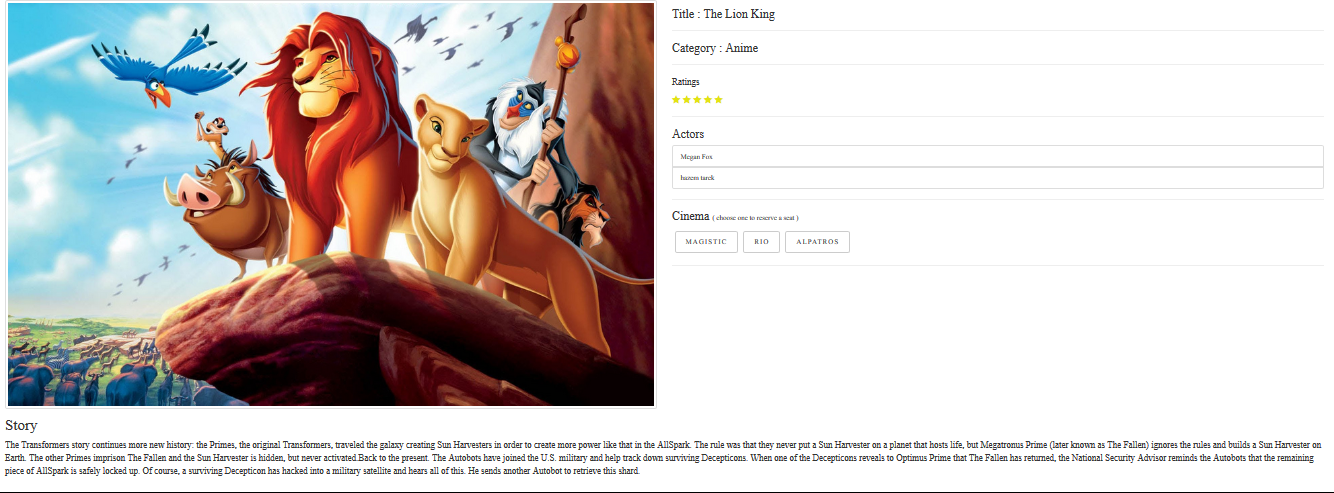 Title : The Lion King
Category : Anime
Ratings
Actors
Megan Fox
hazem tarek
Cinema ( choose one to reserve a seat )
MAGISTIC RIO ALPATROS
Story
The Transformers story continues more new history: the Primes, the original Transformers, traveled the galaxy creating Sun Harvesters in order to create more power like that in the AllSpark. The rule was that they never put a Sun Harvester on a planet that hosts life, but Megatronus Prime (later known as The Fallen) ignores the rules and builds a Sun Harvester on
Earth. The other Primes imprison The Fallen and the Sun Harvester is hidden, but never activated.Back to the present. The Autobots have joined the U.S. military and help track down surviving Decepticons. When one of the Decepticons reveals to Optimus Prime that The Fallen has returned, the National Security Advisor reminds the Autobots that the remaining
piece of AllSpark is safely locked up. Of course, a surviving Decepticon has hacked into a military satellite and hears all of this. He sends another Autobot to retrieve this shard.